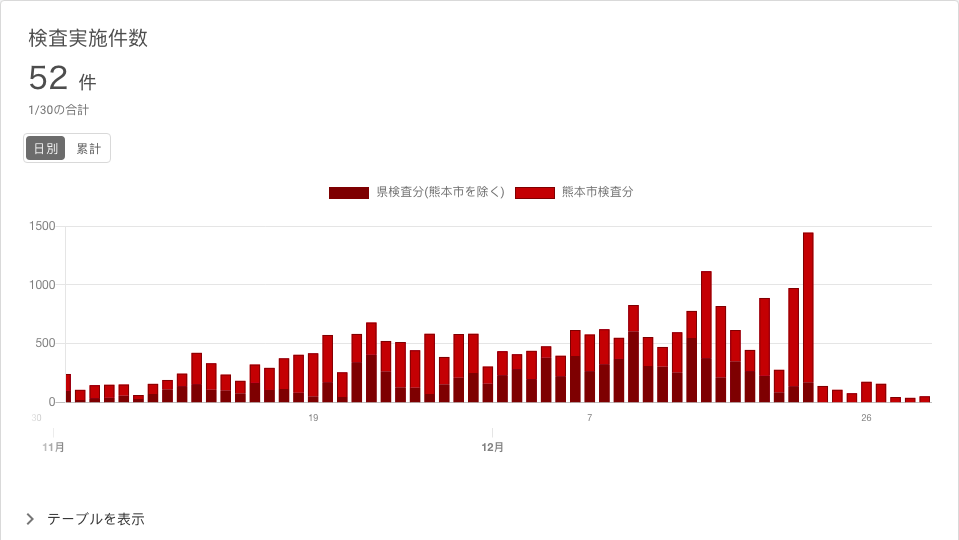 検査実施件数
52 件
1/30の合計
日別 累計
県検査分(熊本市を除く) 熊本市検査分
1500
1000
500
0
30 19 7 26
11月 12月
テーブルを表示